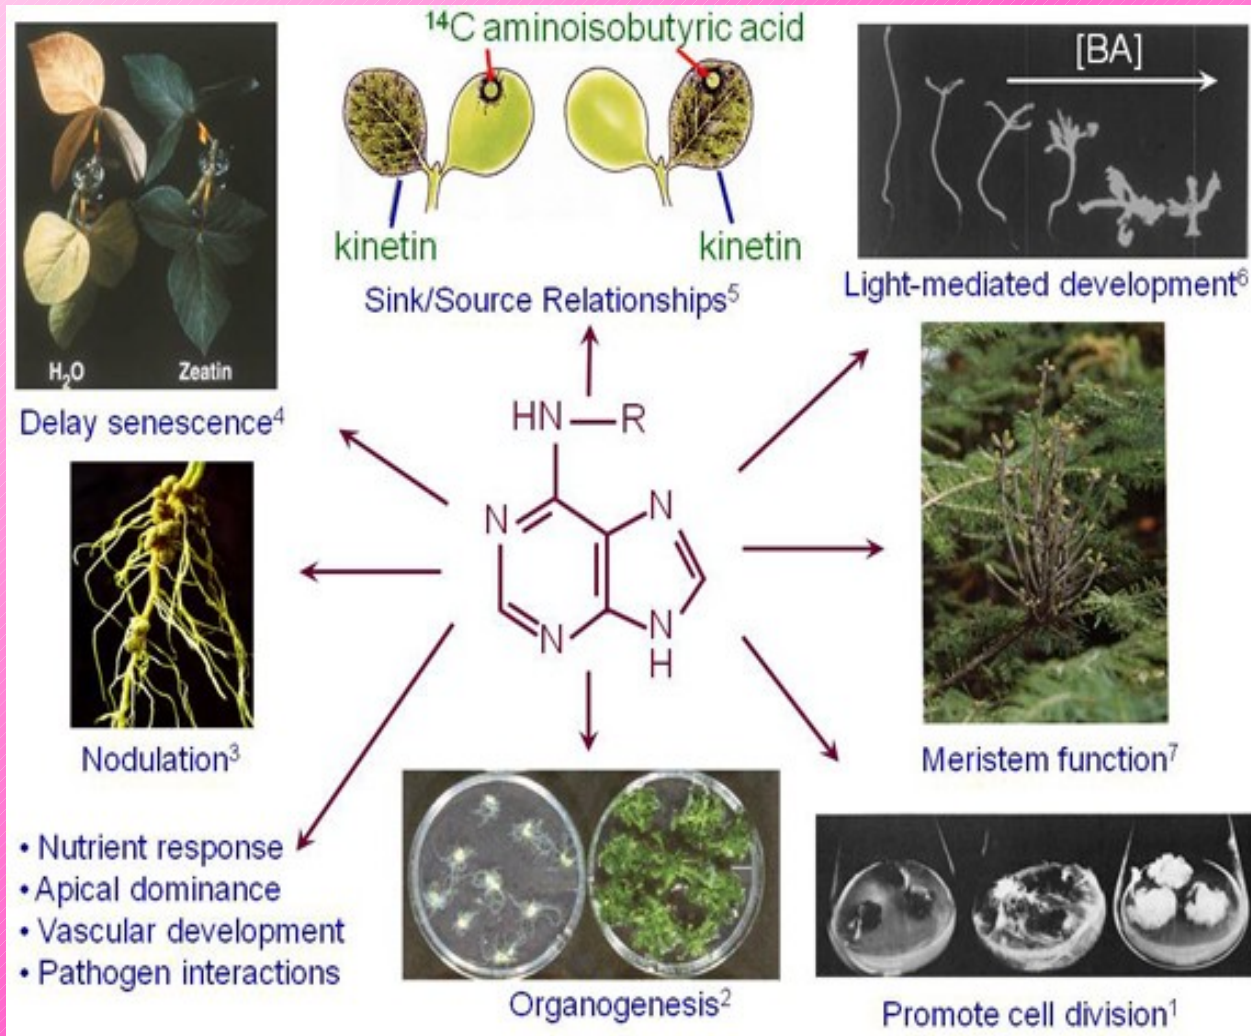 ¹⁴C aminoisobutyric acid
[BA]
kinetin
kinetin
Sink/Source Relationships⁵
Light-mediated development⁶
H₂O
Zeatin
Delay senescence⁴
HN
R
N
N
N
N
H
Nodulation³
Meristem function⁷
• Nutrient response
• Apical dominance
• Vascular development
• Pathogen interactions
Organogenesis²
Promote cell division¹